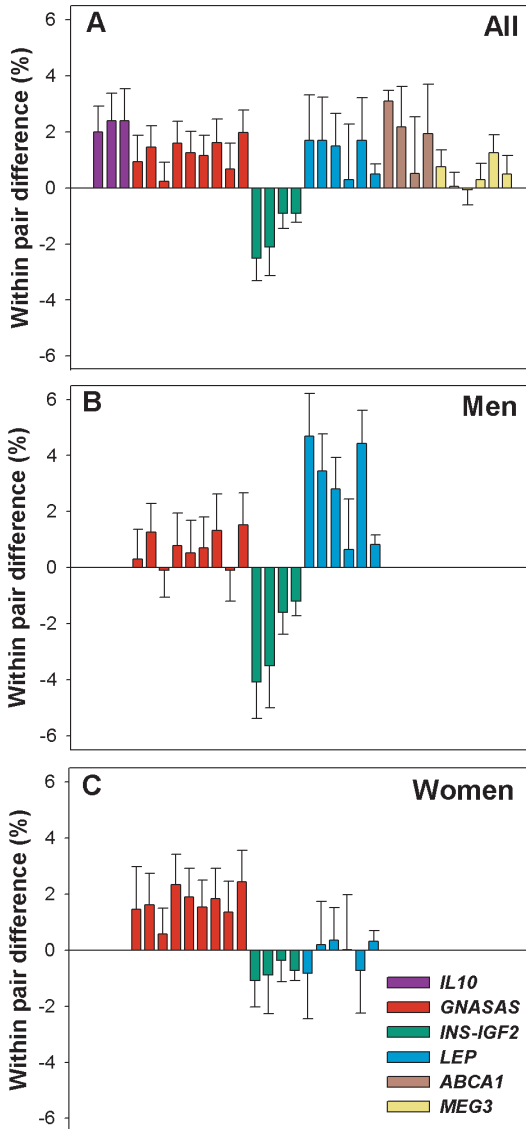 A
All
Within pair difference (%)
6
4
2
0
-2
-4
-6
B
Men
Within pair difference (%)
6
4
2
0
-2
-4
-6
C
Women
Within pair difference (%)
6
4
2
0
-2
-4
-6
IL10
GNASAS
INS-IGF2
LEP
ABCA1
MEG3